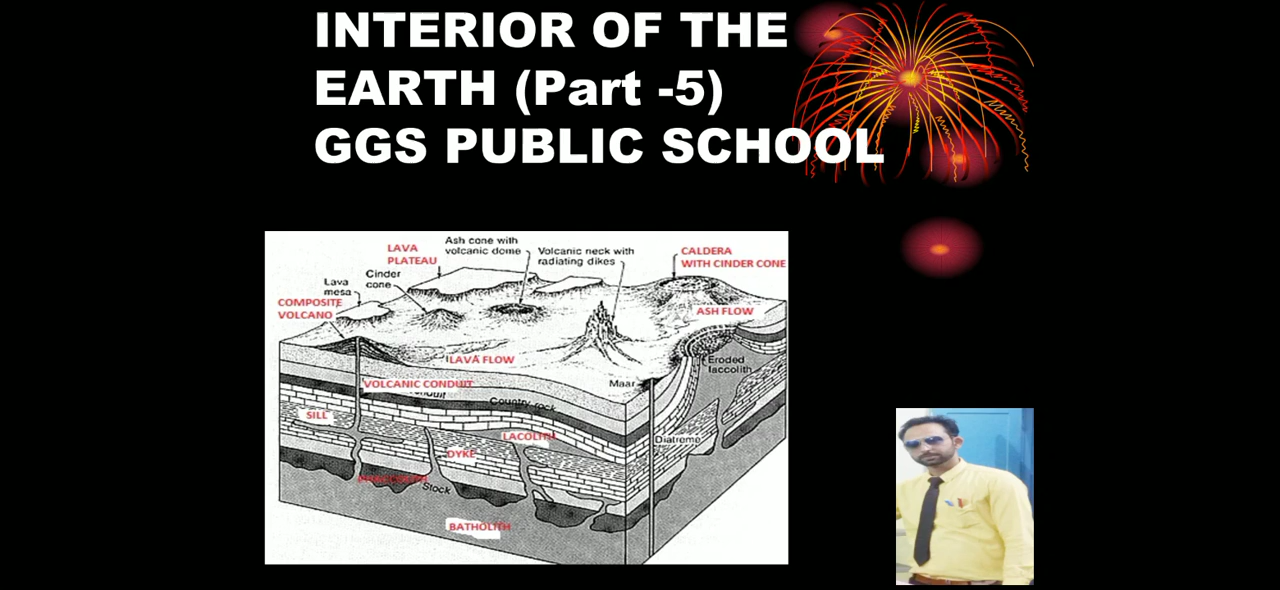 INTERIOR OF THE
EARTH (Part -5)
GGS PUBLIC SCHOOL
LAVA
PLATEAU
Ash cone with
volcanic dome
Volcanic neck with
radiating dikes
CALDERA
WITH CINDER CONE
Cinder
cone
Lava
mesa
COMPOSITE
VOLCANO
ASH FLOW
LAVA FLOW
Eroded
laccolith
Maar
VOLCANIC CONDUIT
Country rock
SILL
LACOLITH
Diatreme
DYKE
Stock
BATHOLITH